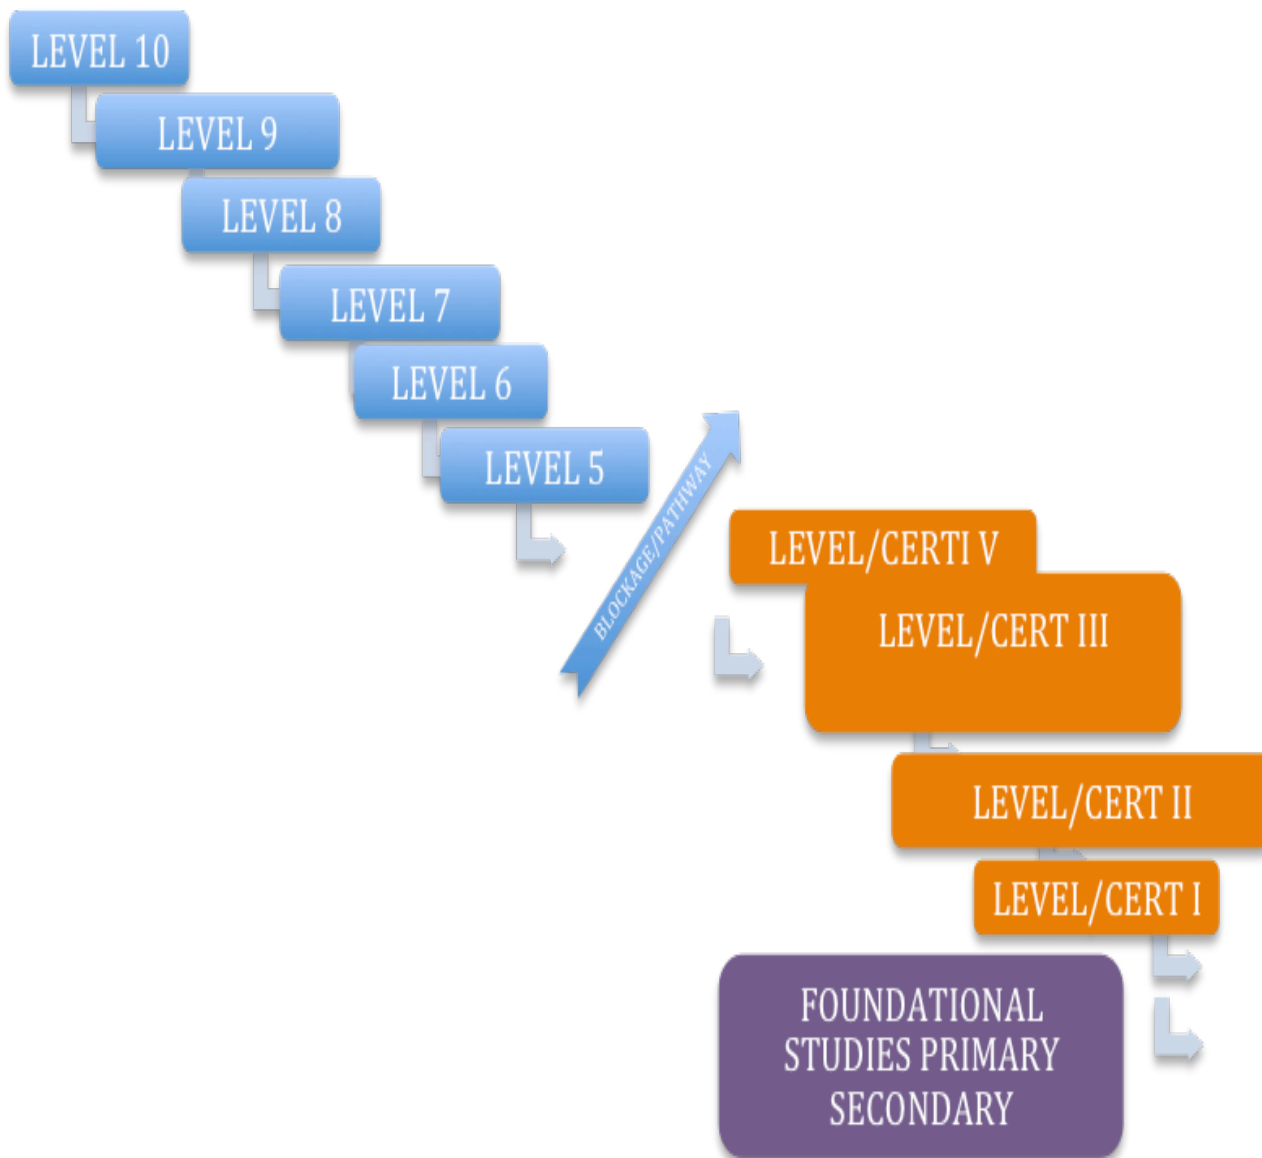 LEVEL 10
LEVEL 9
LEVEL 8
LEVEL 7
LEVEL 6
LEVEL 5
BLOCKAGE/PATHWAY
LEVEL/CERTI V
LEVEL/CERT III
LEVEL/CERT II
LEVEL/CERT I
FOUNDATIONAL
STUDIES PRIMARY
SECONDARY